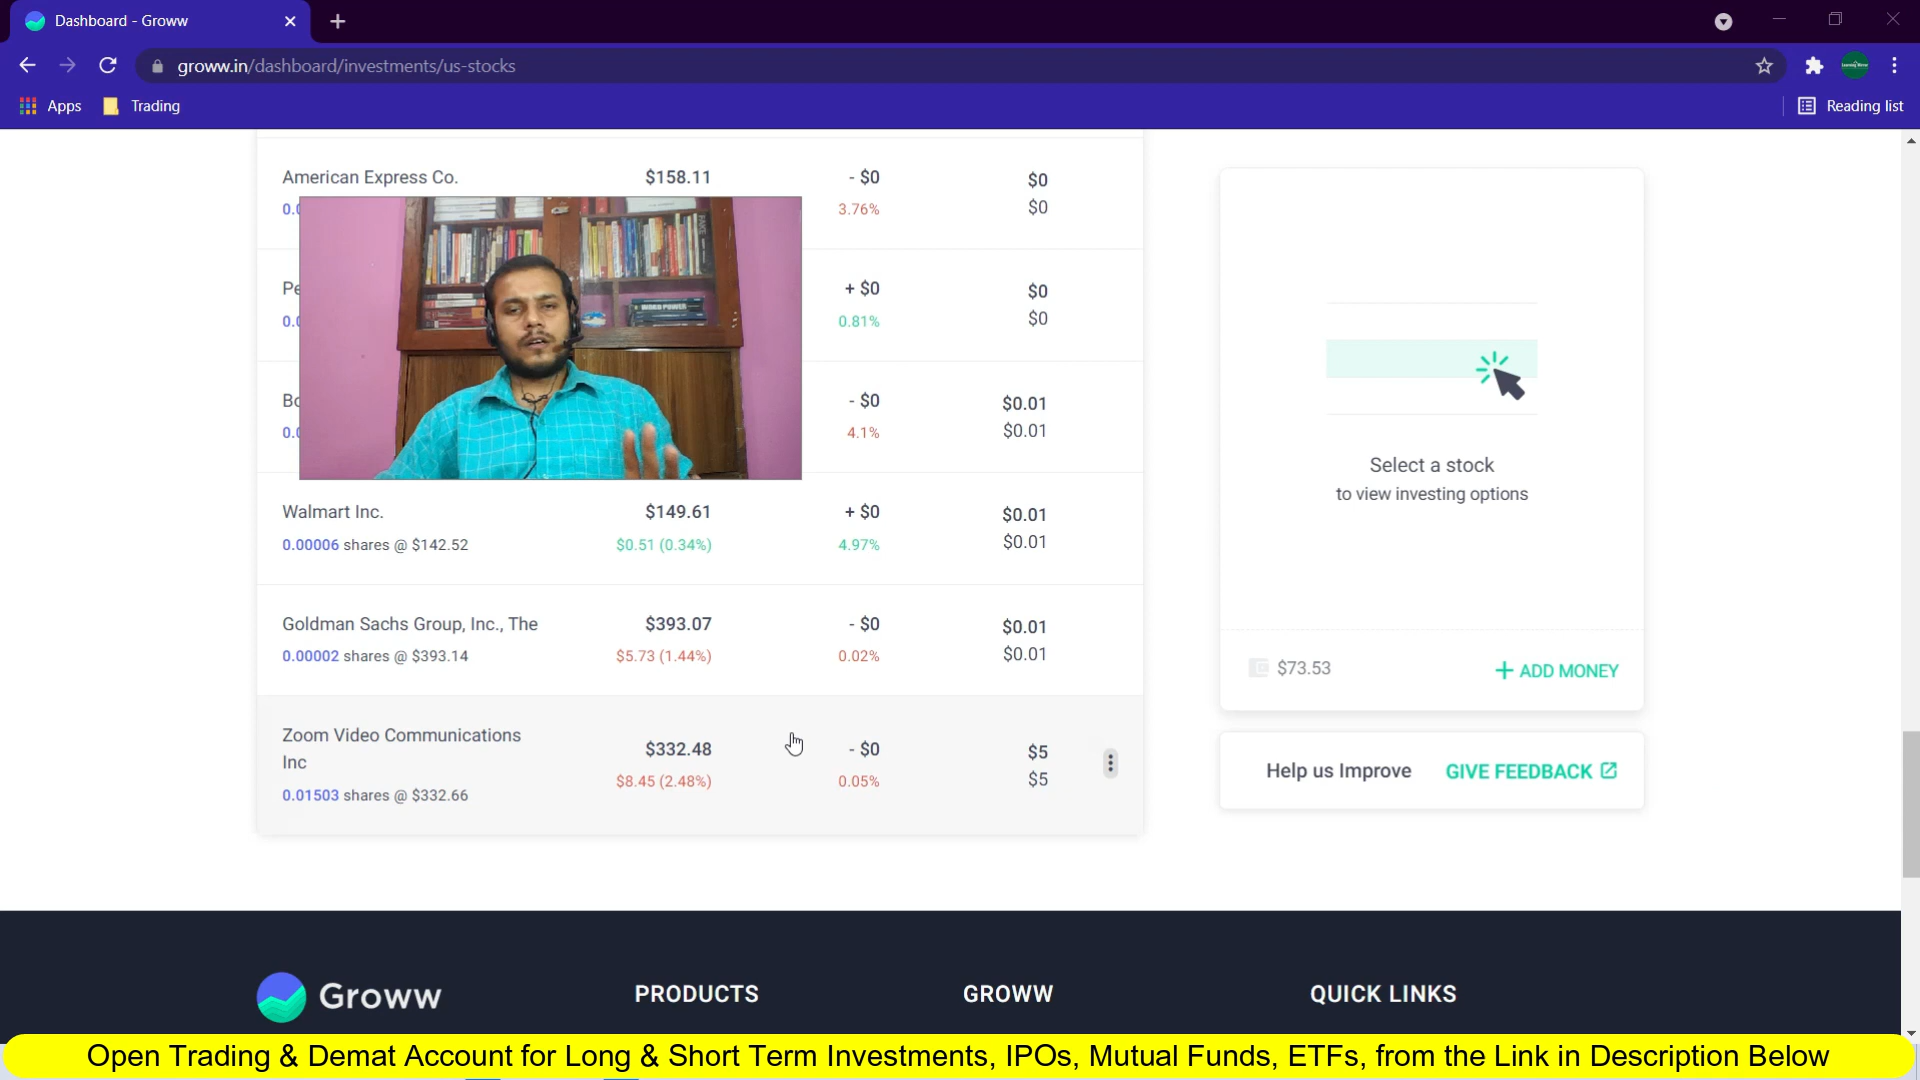 Dashboard - Groww
groww.in/dashboard/investments/us-stocks
Apps Trading Reading list
American Express Co. $158.11 - $0 $0
3.76% $0
+ $0 $0
0.81% $0
- $0 $0.01
4.1% $0.01
Walmart Inc. $149.61 + $0 $0.01
0.00006 shares @ $142.52 $0.51 (0.34%) 4.97% $0.01
Goldman Sachs Group, Inc., The $393.07 - $0 $0.01
0.00002 shares @ $393.14 $5.73 (1.44%) 0.02% $0.01
Zoom Video Communications
Inc $332.48 - $0 $5
0.01503 shares @ $332.66 $8.45 (2.48%) 0.05% $5
Select a stock
to view investing options
$73.53 + ADD MONEY
Help us Improve GIVE FEEDBACK
Groww PRODUCTS GROWW QUICK LINKS
Open Trading & Demat Account for Long & Short Term Investments, IPOs, Mutual Funds, ETFs, from the Link in Description Below